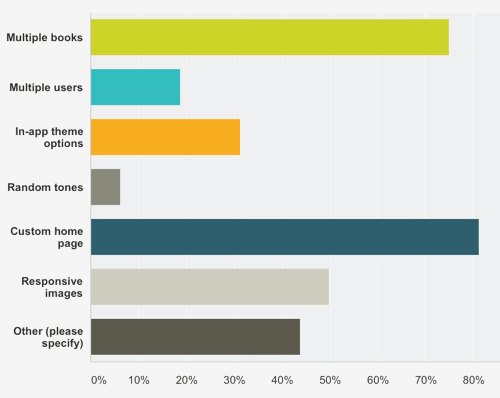 Multiple books
Multiple users
In-app theme
options
Random tones
Custom home
page
Responsive
images
Other (please
specify)
0% 10% 20% 30% 40% 50% 60% 70% 80%